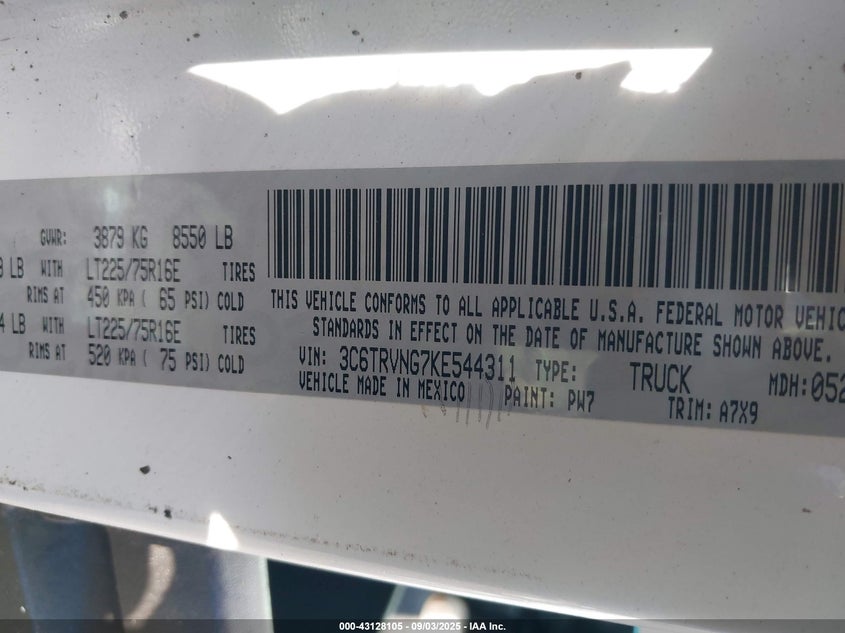 GVWR: 3879 KG 8550 LB
LB WITH LT225/75R16E TIRES
RIMS AT 450 KPA ( 65 PSI) COLD
4 LB WITH LT225/75R16E TIRES
RIMS AT 520 KPA ( 75 PSI) COLD
THIS VEHICLE CONFORMS TO ALL APPLICABLE U.S.A. FEDERAL MOTOR VEHIC
STANDARDS IN EFFECT ON THE DATE OF MANUFACTURE SHOWN ABOVE.
VIN: 3C6TRVNG7KE544311 TYPE: TRUCK MDH: 052
VEHICLE MADE IN MEXICO PAINT: PW7 TRIM: A7X9
000-43128105 - 09/03/2025 - IAA Inc.